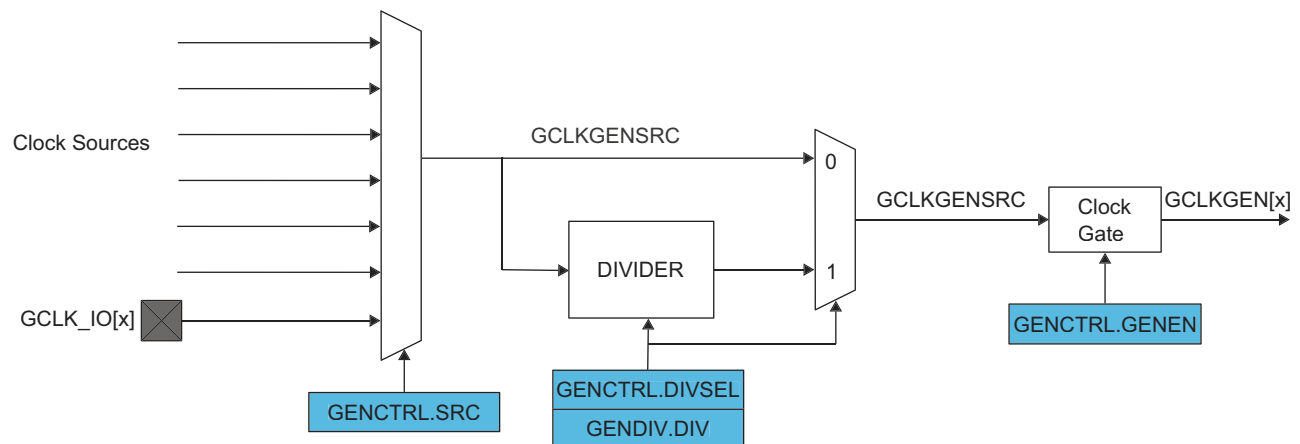 Clock Sources
GCLK_IO[x]
GENCTRL.SRC
GCLKGENSRC
DIVIDER
GENCTRL.DIVSEL
GENDIV.DIV
0
1
GCLKGENSRC
Clock
Gate
GENCTRL.GENEN
GCLKGEN[x]